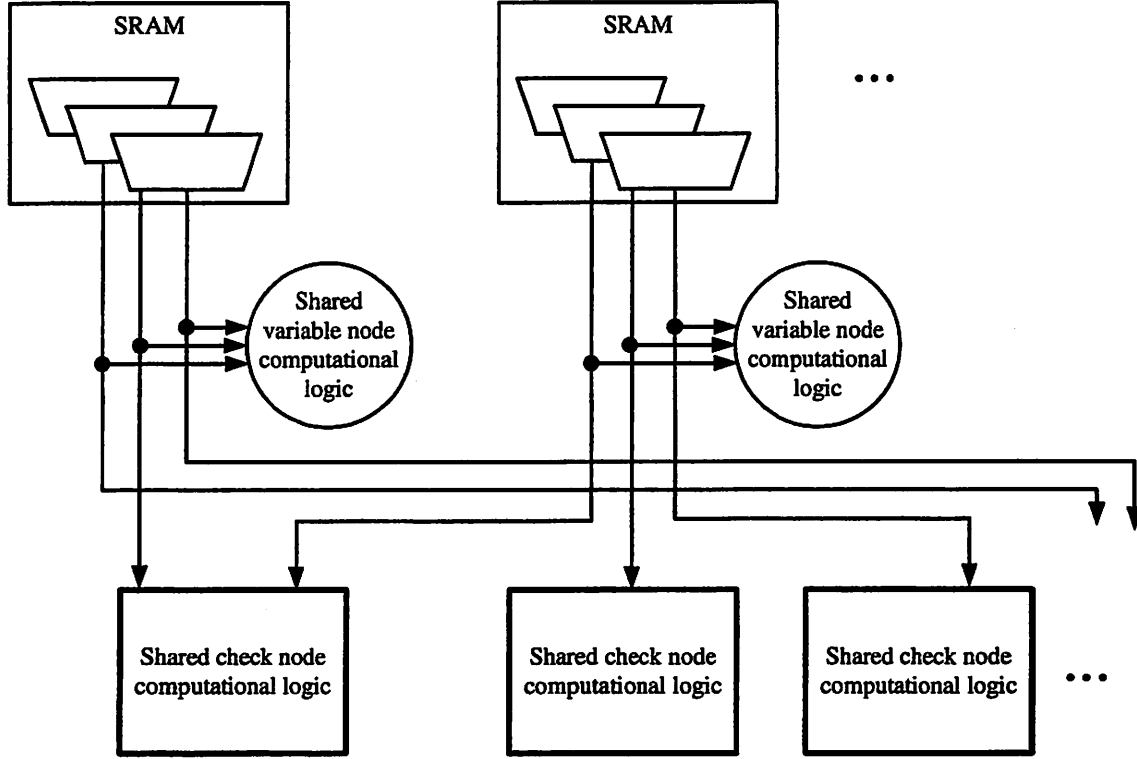 SRAM
SRAM
...
Shared
variable node
computational
logic
Shared
variable node
computational
logic
Shared check node
computational logic
Shared check node
computational logic
Shared check node
computational logic
...